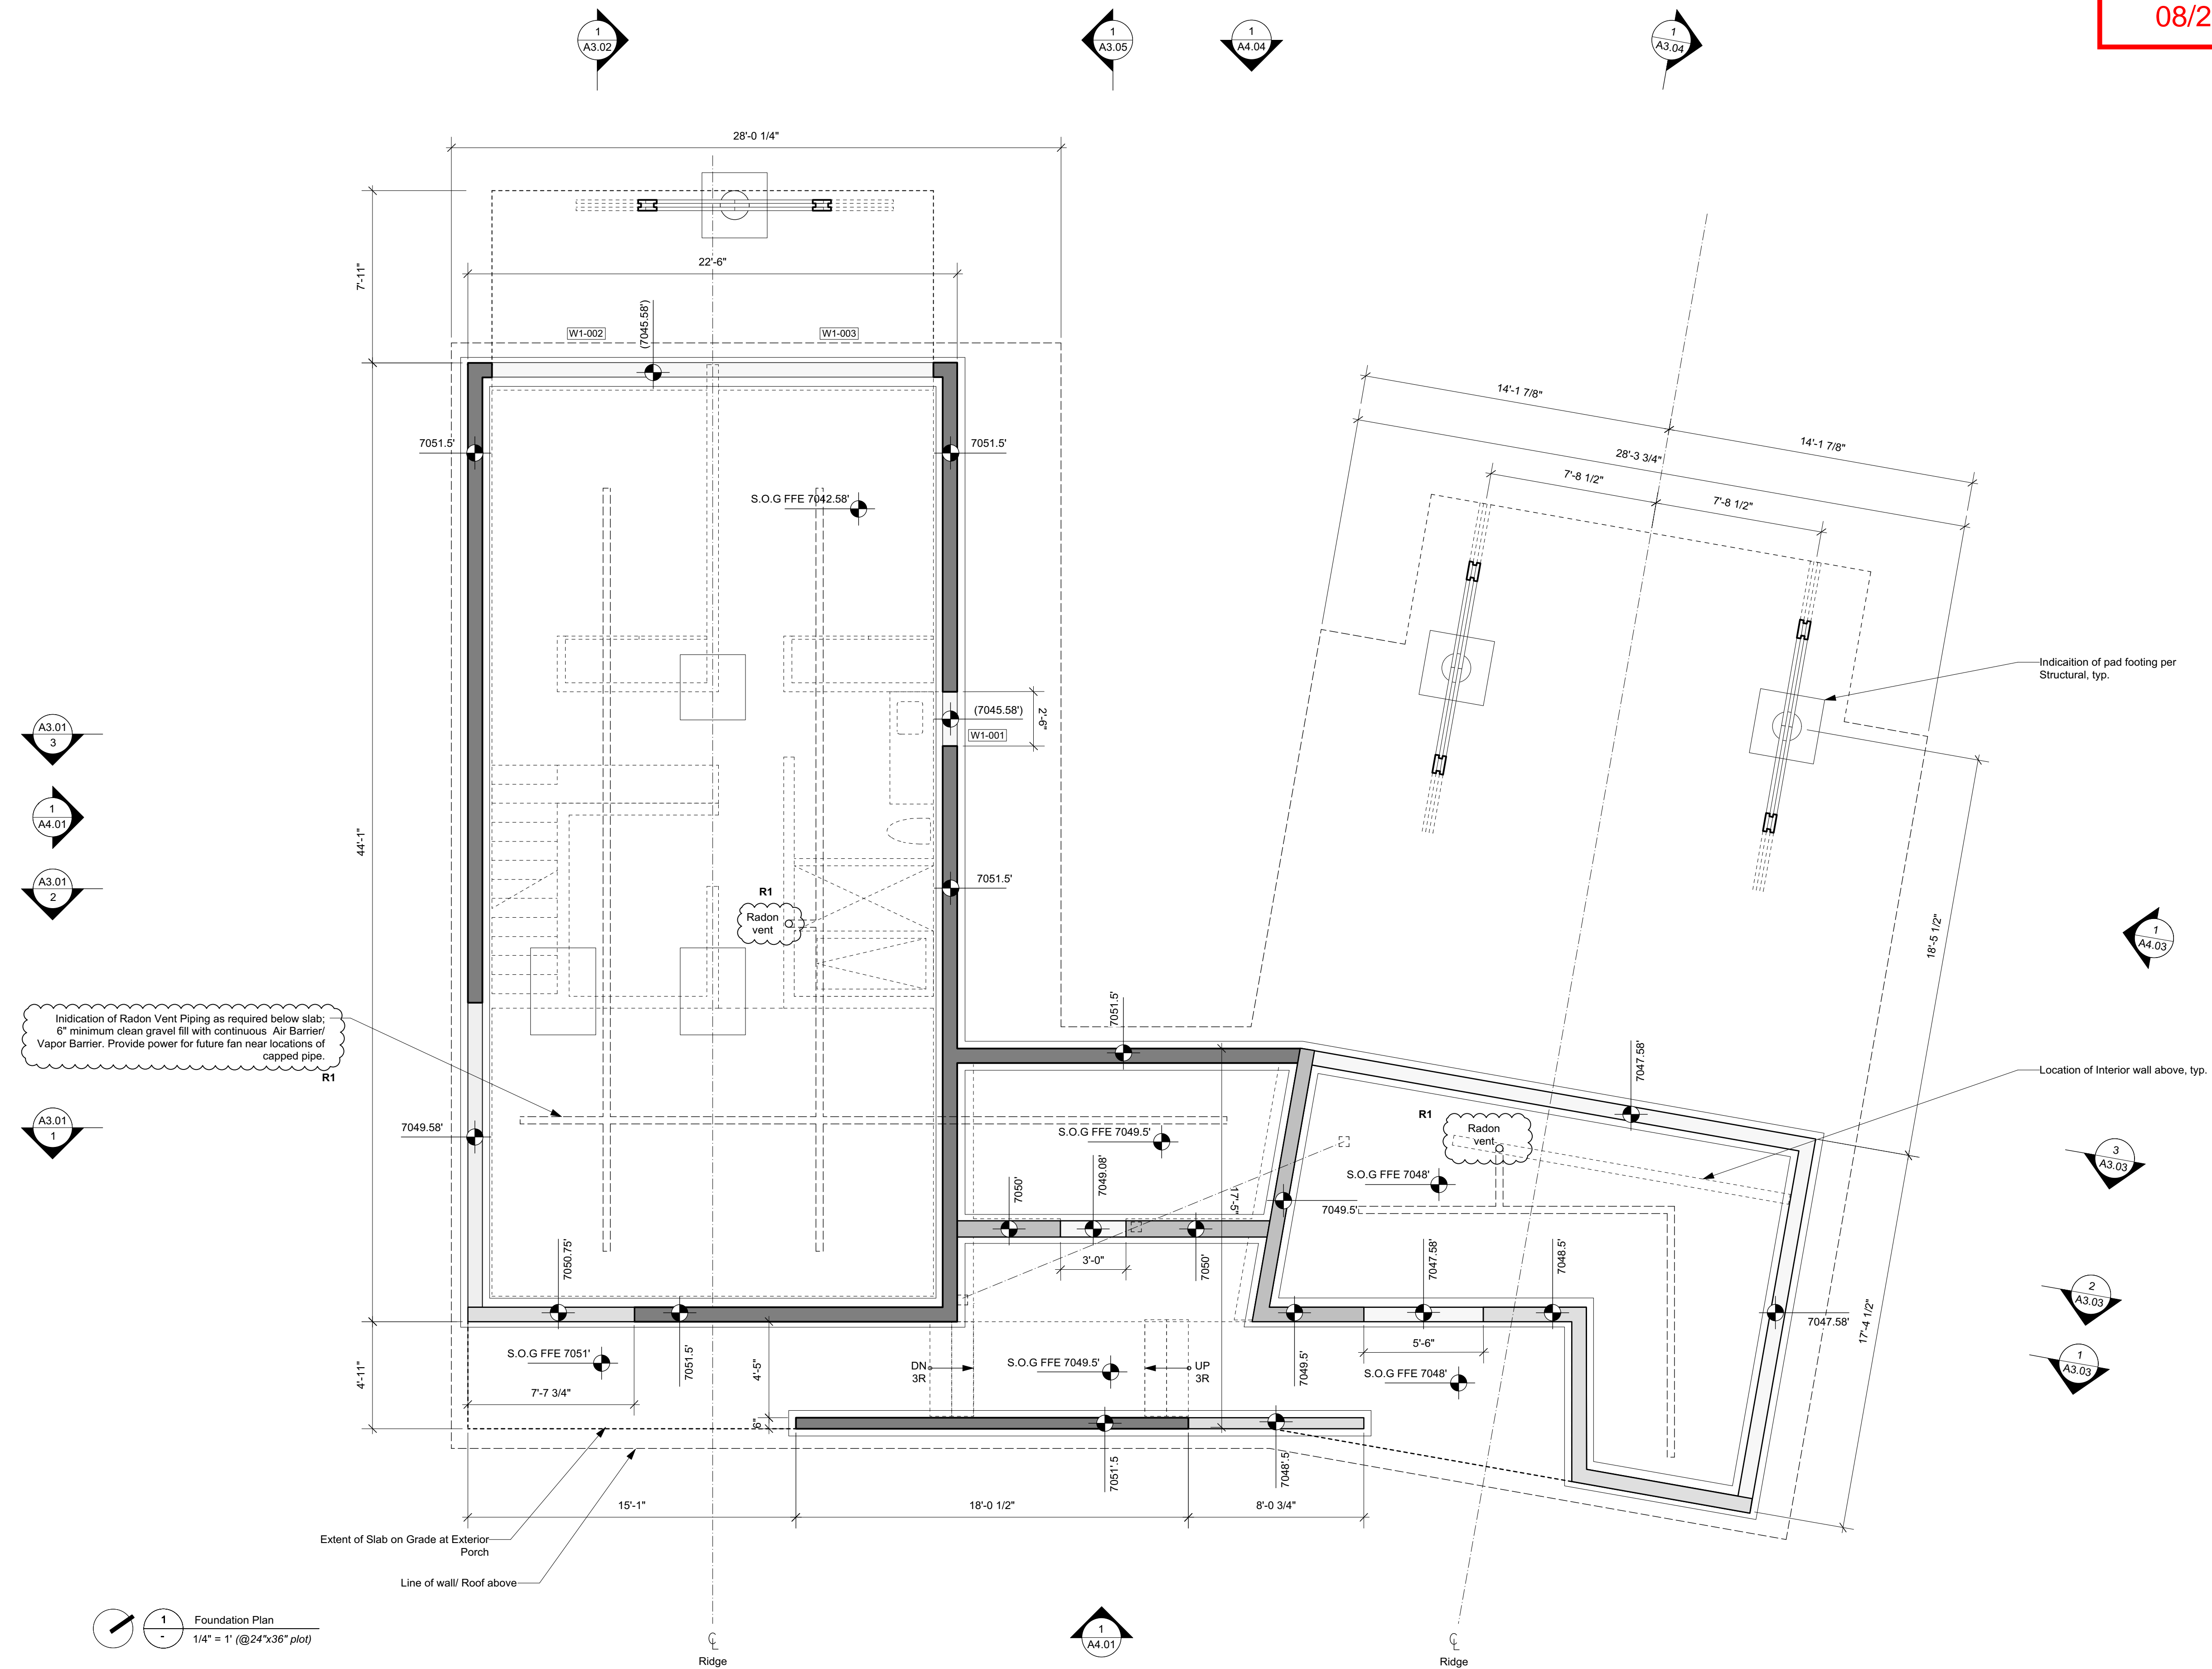 08/2
1
A3.02
1
A3.05
1
A4.04
1
A3.04
28'-0 1/4"
7'-11"
22'-6"
(7045.58')
W1-002
W1-003
14'-1 7/8"
14'-1 7/8"
28'-3 3/4"
7'-8 1/2"
7'-8 1/2"
7051.5'
7051.5'
S.O.G FFE 7042.58'
Indicaition of pad footing per
Structural, typ.
A3.01
3
(7045.58')
2'-6"
W1-001
1
A4.01
44'-1"
A3.01
2
7051.5'
R1
Radon
vent
18'-5 1/2"
1
A4.03
Inidication of Radon Vent Piping as required below slab;
6" minimum clean gravel fill with continuous Air Barrier/
Vapor Barrier. Provide power for future fan near locations of
capped pipe.
R1
7051.5'
7047.58'
Location of Interior wall above, typ.
A3.01
1
7049.58'
S.O.G FFE 7049.5'
R1
Radon
vent
3
A3.03
S.O.G FFE 7048'
7050'
7049.08'
17'-5"
7049.5'
7050.75'
3'-0"
7050'
7047.58'
7048.5'
2
A3.03
7047.58'
17'-4 1/2"
4'-11"
S.O.G FFE 7051'
7051.5'
4'-5"
DN
3R
S.O.G FFE 7049.5'
UP
3R
7049.5'
5'-6"
S.O.G FFE 7048'
1
A3.03
7'-7 3/4"
6"
7051'.5
7048'.5'
15'-1"
18'-0 1/2"
8'-0 3/4"
Extent of Slab on Grade at Exterior
Porch
Line of wall/ Roof above
1
-
Foundation Plan
1/4" = 1' (@24"x36" plot)
Ridge
1
A4.01
Ridge